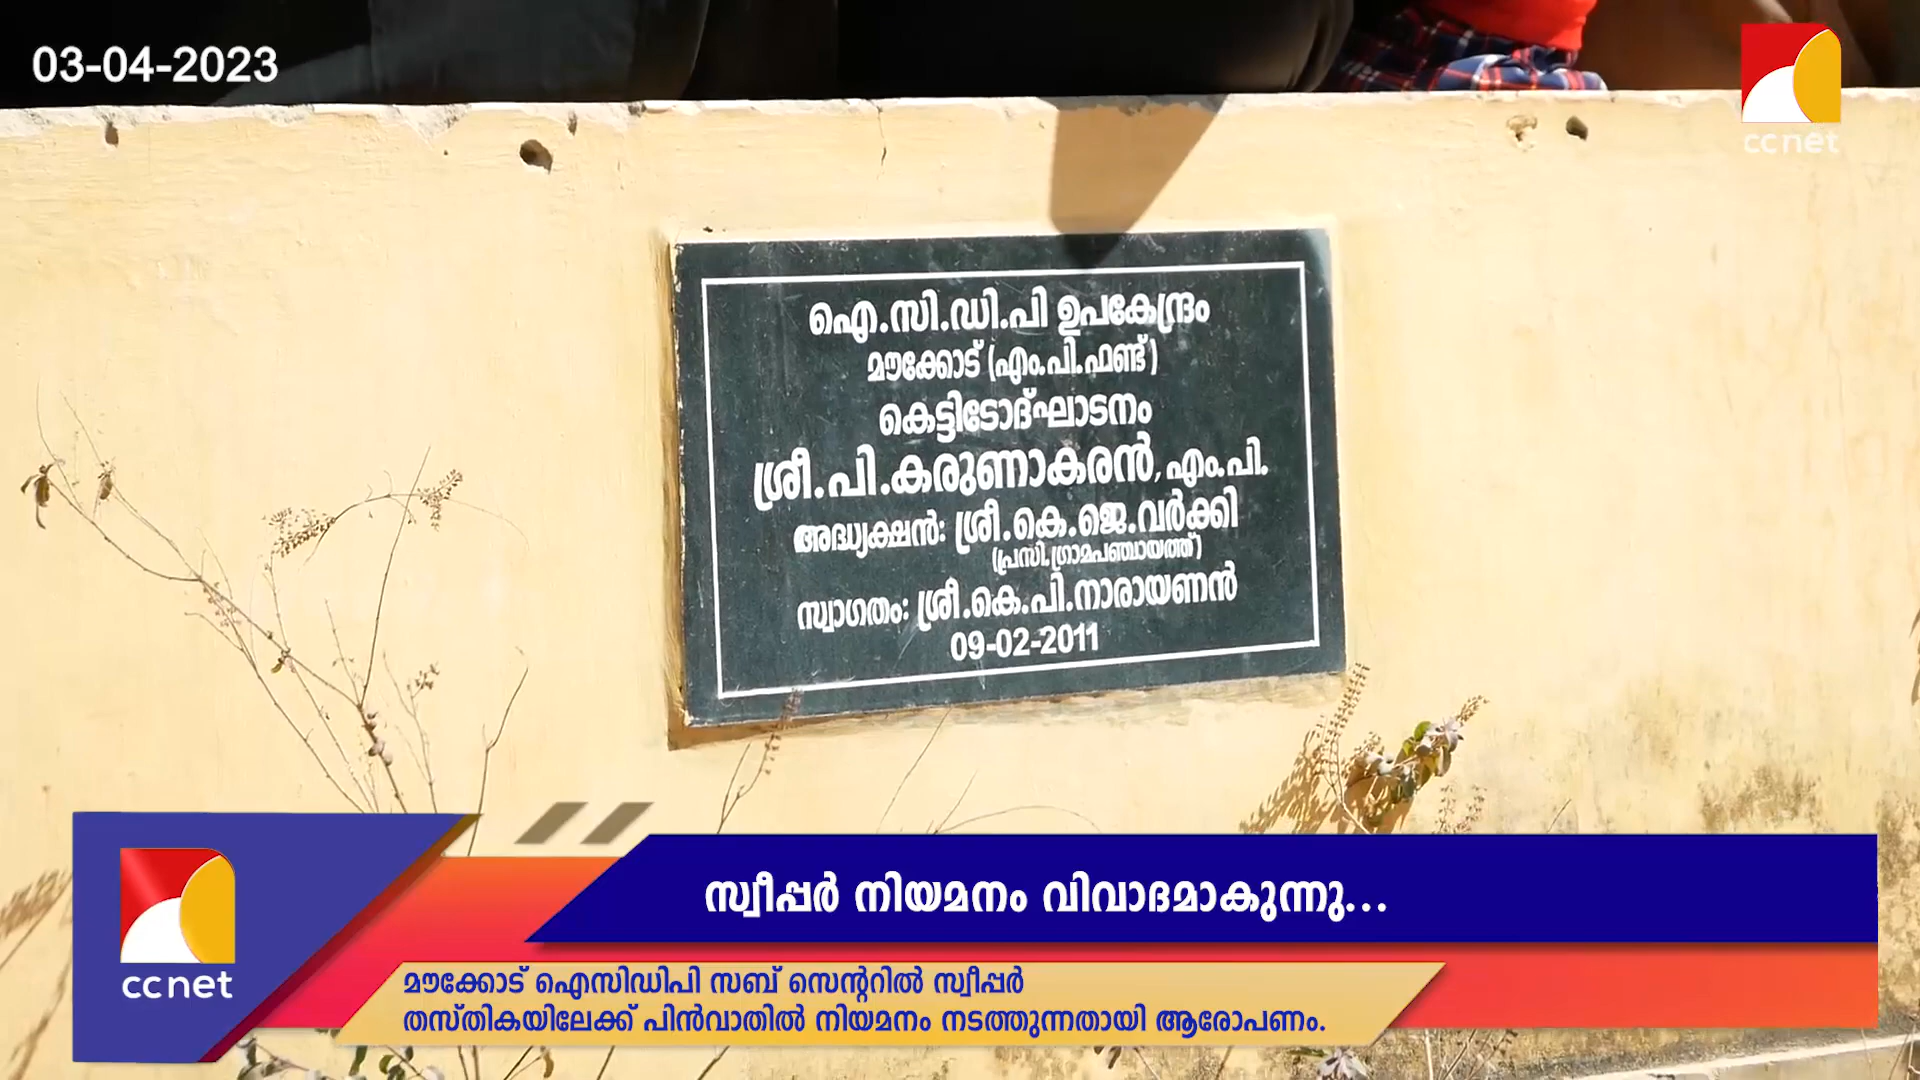 03-04-2023
ccnet
ഐ.സി.ഡി.പി ഉപകേന്ദ്രം
മൗക്കോട് (എം.പി.ഫണ്ട്)
കെട്ടിടോദ്ഘാടനം
ശ്രീ.പി.കരുണാകരൻ, എം.പി.
അദ്ധ്യക്ഷൻ: ശ്രീ.കെ.ജെ.വർക്കി
(പ്രസി.ഗ്രാമപഞ്ചായത്ത്)
സ്വാഗതം: ശ്രീ.കെ.പി.നാരായണൻ
09-02-2011
സ്വീപ്പർ നിയമനം വിവാദമാകുന്നു...
ccnet
മൗക്കോട് ഐസിഡിപി സബ് സെന്ററിൽ സ്വീപ്പർ
തസ്തികയിലേക്ക് പിൻവാതിൽ നിയമനം നടത്തുന്നതായി ആരോപണം.